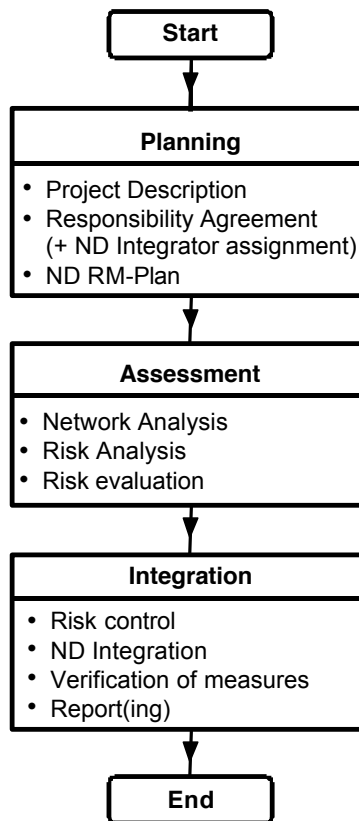 Start
Planning
• Project Description
• Responsibility Agreement
(+ ND Integrator assignment)
• ND RM-Plan
Assessment
• Network Analysis
• Risk Analysis
• Risk evaluation
Integration
• Risk control
• ND Integration
• Verification of measures
• Report(ing)
End